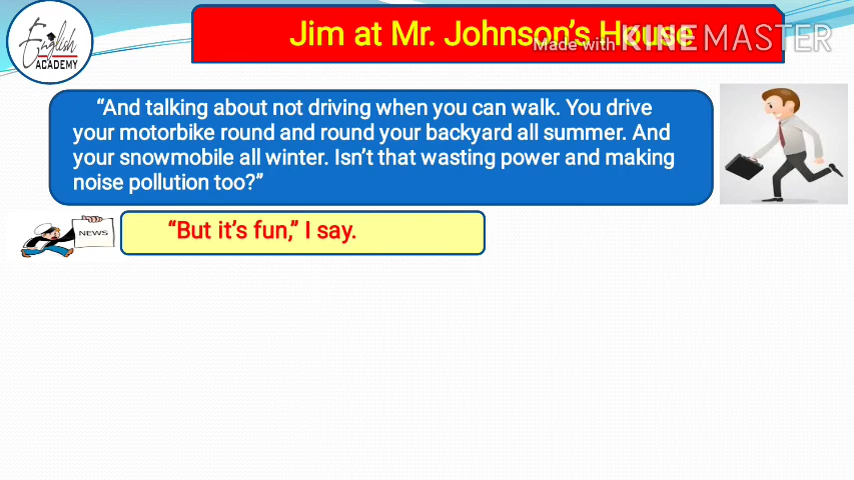 English
ACADEMY
Jim at Mr. Johnson's House
Made with KINEMASTER
“And talking about not driving when you can walk. You drive
your motorbike round and round your backyard all summer. And
your snowmobile all winter. Isn’t that wasting power and making
noise pollution too?”
NEWS
“But it’s fun,” I say.